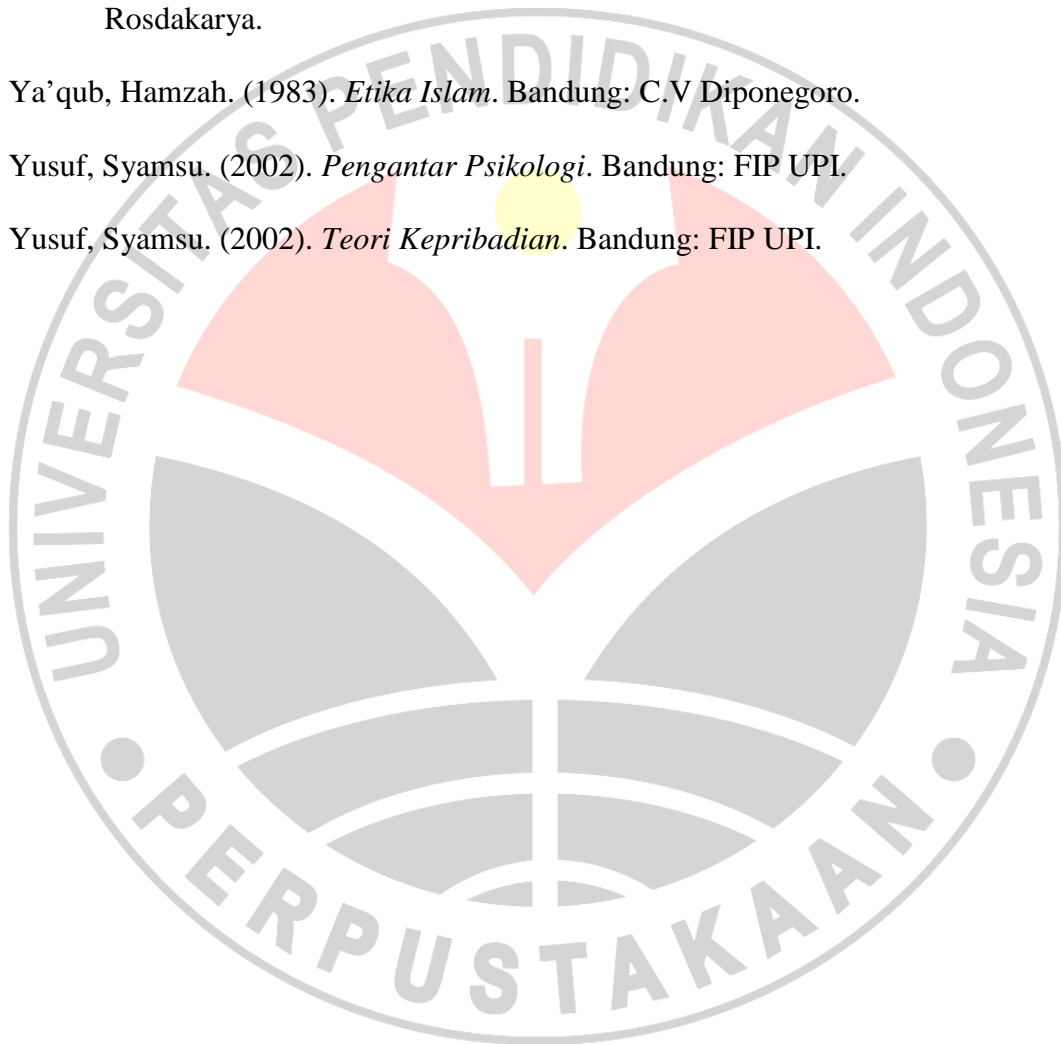 Rosdakarya.
Ya’qub, Hamzah. (1983). Etika Islam. Bandung: C.V Diponegoro.
Yusuf, Syamsu. (2002). Pengantar Psikologi. Bandung: FIP UPI.
Yusuf, Syamsu. (2002). Teori Kepribadian. Bandung: FIP UPI.
UNIVERSITAS PENDIDIKAN INDONESIA
PERPUSTAKAAN